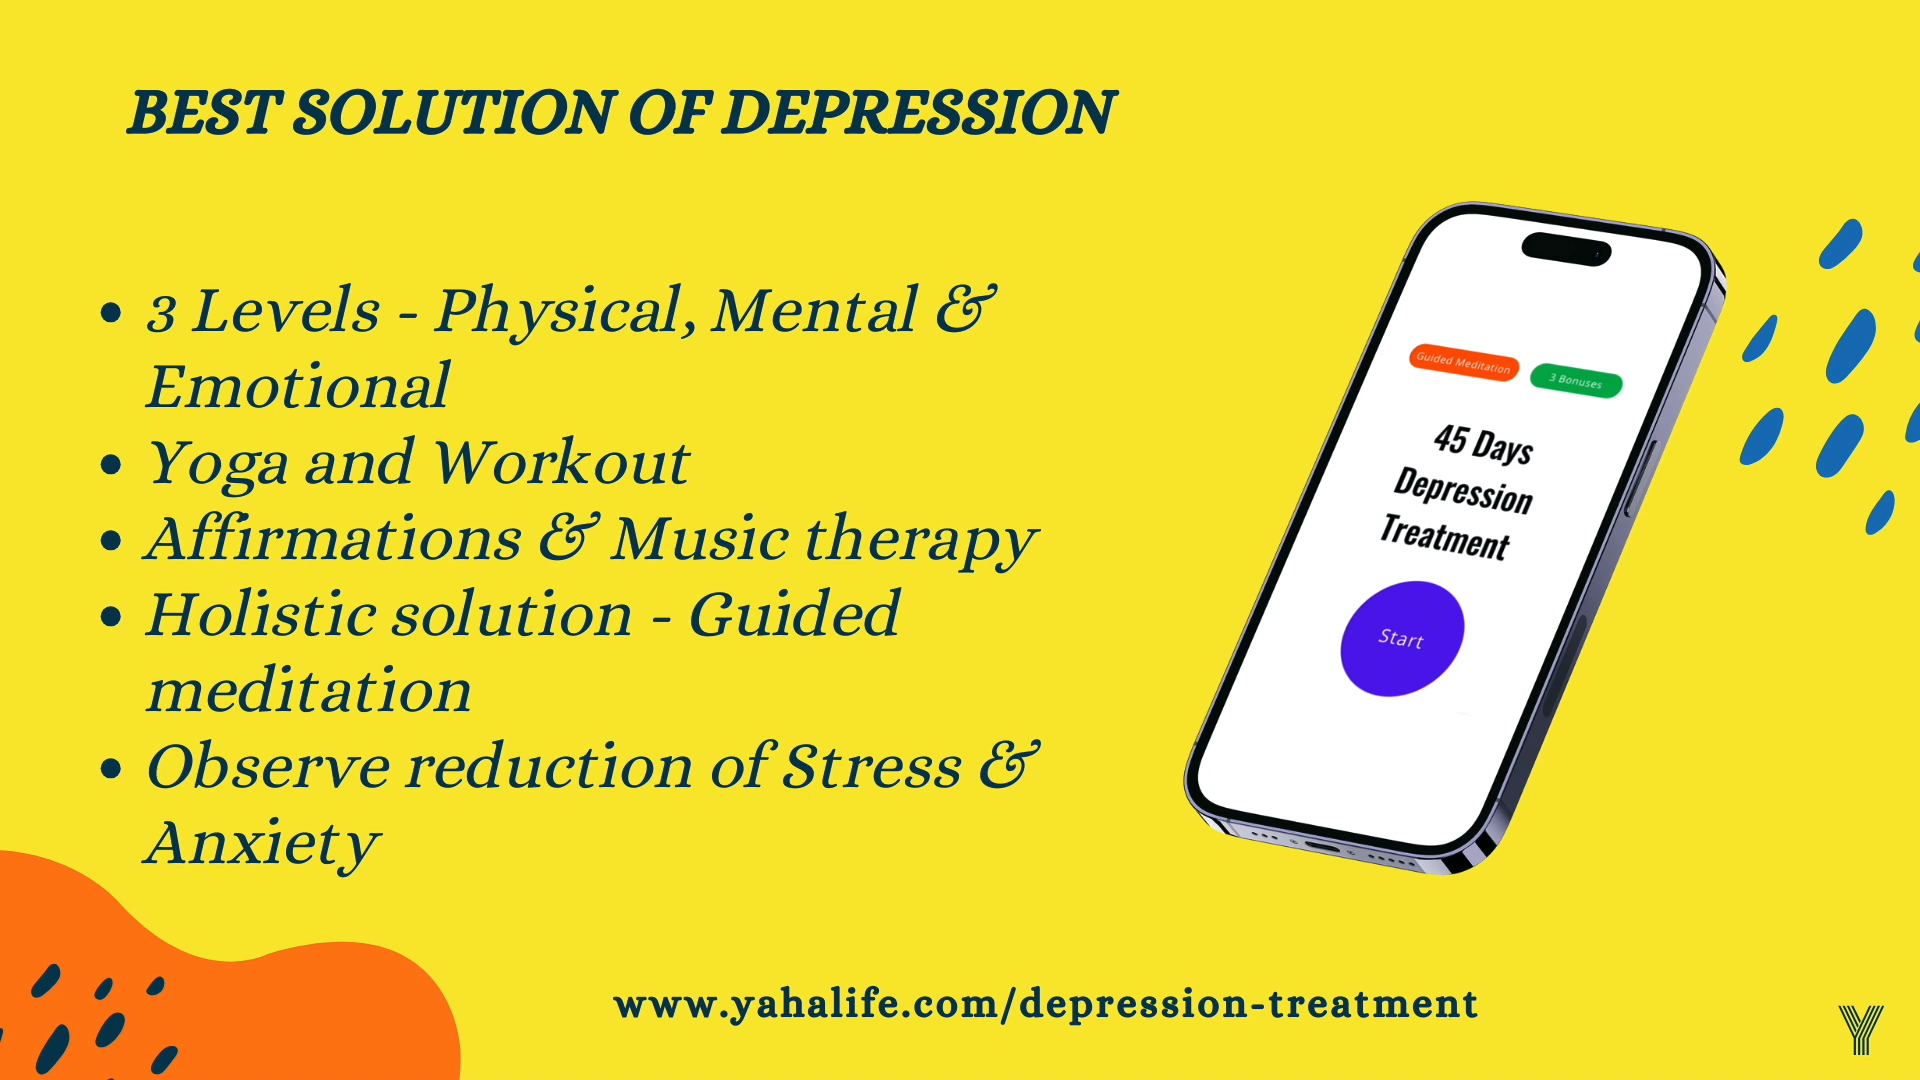 BEST SOLUTION OF DEPRESSION
• 3 Levels - Physical, Mental &
Emotional
• Yoga and Workout
• Affirmations & Music therapy
• Holistic solution - Guided
meditation
• Observe reduction of Stress &
Anxiety
Guided Meditation
3 Bonuses
45 Days
Depression
Treatment
Start
www.yahalife.com/depression-treatment
Y